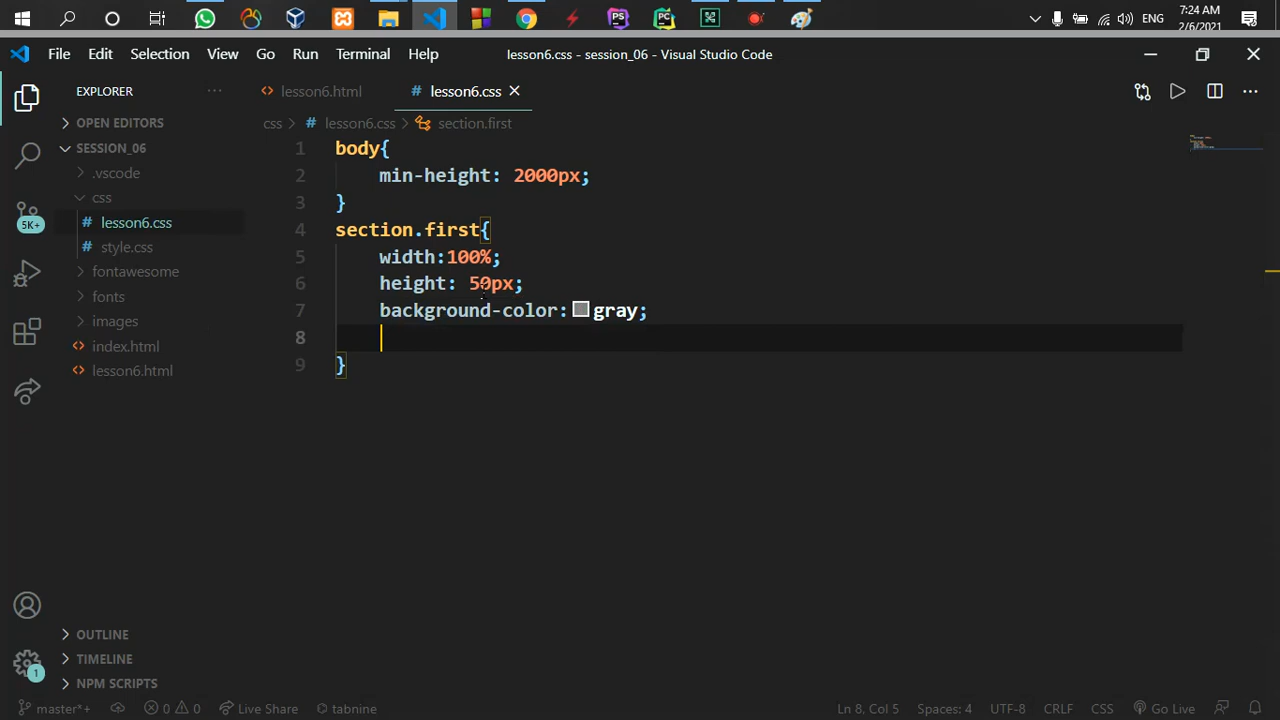 ENG
7:24 AM
2/6/2021
PS
PC
File Edit Selection View Go Run Terminal Help
lesson6.css - session_06 - Visual Studio Code
EXPLORER
lesson6.html
# lesson6.css
OPEN EDITORS
SESSION_06
.vscode
css
# lesson6.css
# style.css
fontawesome
fonts
images
index.html
lesson6.html
5K+
css > # lesson6.css > section.first
1 body{
2 min-height: 2000px;
3 }
4 section.first{
5 width:100%;
6 height: 50px;
7 background-color: gray;
8
9 }
OUTLINE
TIMELINE
NPM SCRIPTS
1
master*+ 0 0 Live Share tabnine Ln 8, Col 5 Spaces: 4 UTF-8 CRLF CSS Go Live